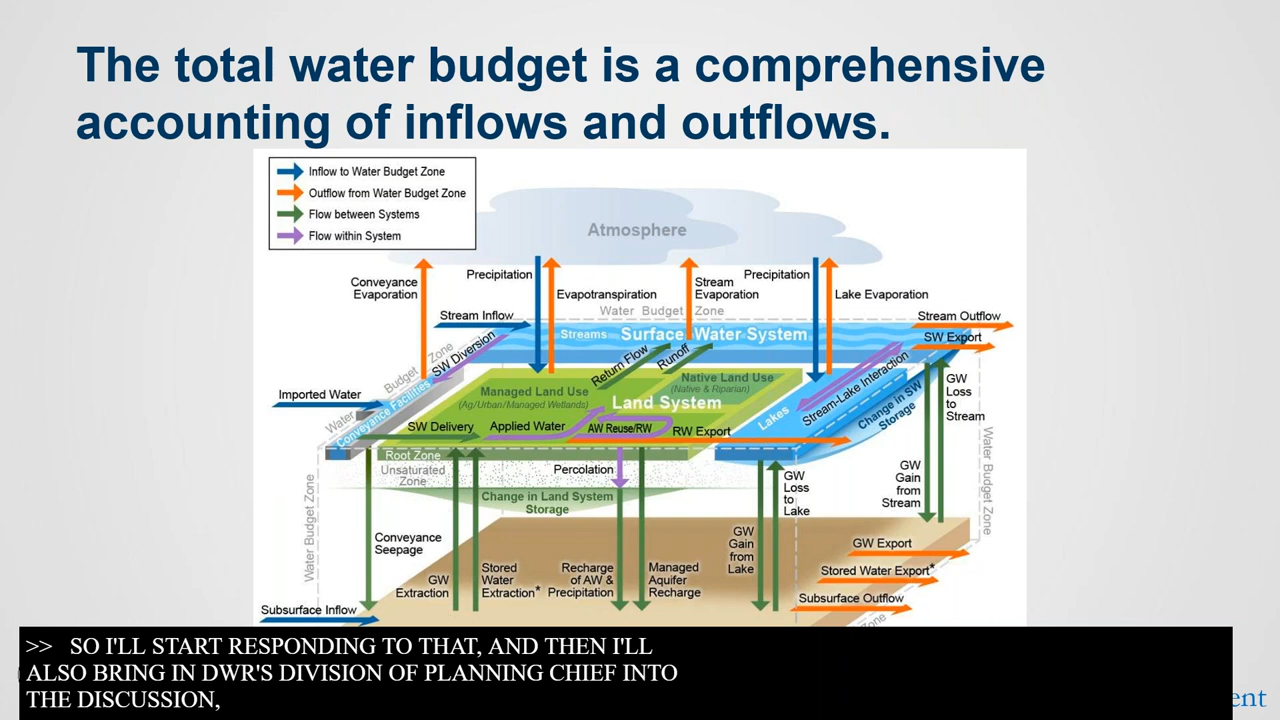 The total water budget is a comprehensive
accounting of inflows and outflows.
Inflow to Water Budget Zone
Outflow from Water Budget Zone
Flow between Systems
Flow within System
Atmosphere
Conveyance
Evaporation
Precipitation
Evapotranspiration
Stream
Evaporation
Precipitation
Lake Evaporation
Water Budget Zone
Stream Inflow
Stream Outflow
Streams
Surface Water System
SW Export
SW Diversion
Return Flow
Runoff
Stream-Lake Interaction
Water Budget Zone
Imported Water
Conveyance Facilities
Managed Land Use
(Ag/Urban/Managed Wetlands)
Native Land Use
(Native & Riparian)
Land System
Lakes
Change in SW
Storage
GW
Loss
to
Stream
SW Delivery
Applied Water
AW Reuse/RW
RW Export
Root Zone
Unsaturated
Zone
Percolation
Change in Land System
Storage
GW
Loss
to
Lake
GW
Gain
from
Stream
Water Budget Zone
Water Budget Zone
Conveyance
Seepage
GW
Extraction
Stored
Water
Extraction*
Recharge
of AW &
Precipitation
Managed
Aquifer
Recharge
GW
Gain
from
Lake
GW Export
Stored Water Export*
Subsurface Outflow
Subsurface Inflow
Zone
>> SO I'LL START RESPONDING TO THAT, AND THEN I'LL
ALSO BRING IN DWR'S DIVISION OF PLANNING CHIEF INTO
THE DISCUSSION,
ent